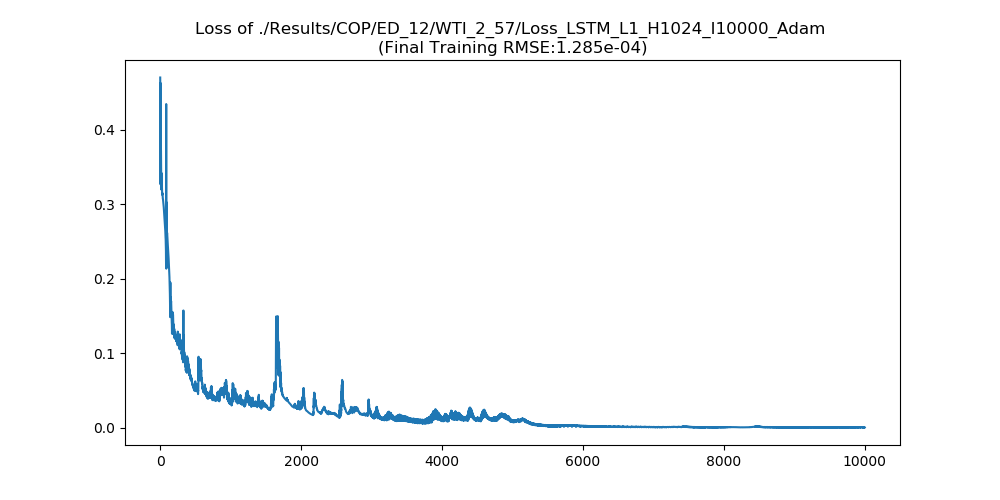 Loss of ./Results/COP/ED_12/WTI_2_57/Loss_LSTM_L1_H1024_I10000_Adam
(Final Training RMSE:1.285e-04)
0.4
0.3
0.2
0.1
0.0
0 2000 4000 6000 8000 10000